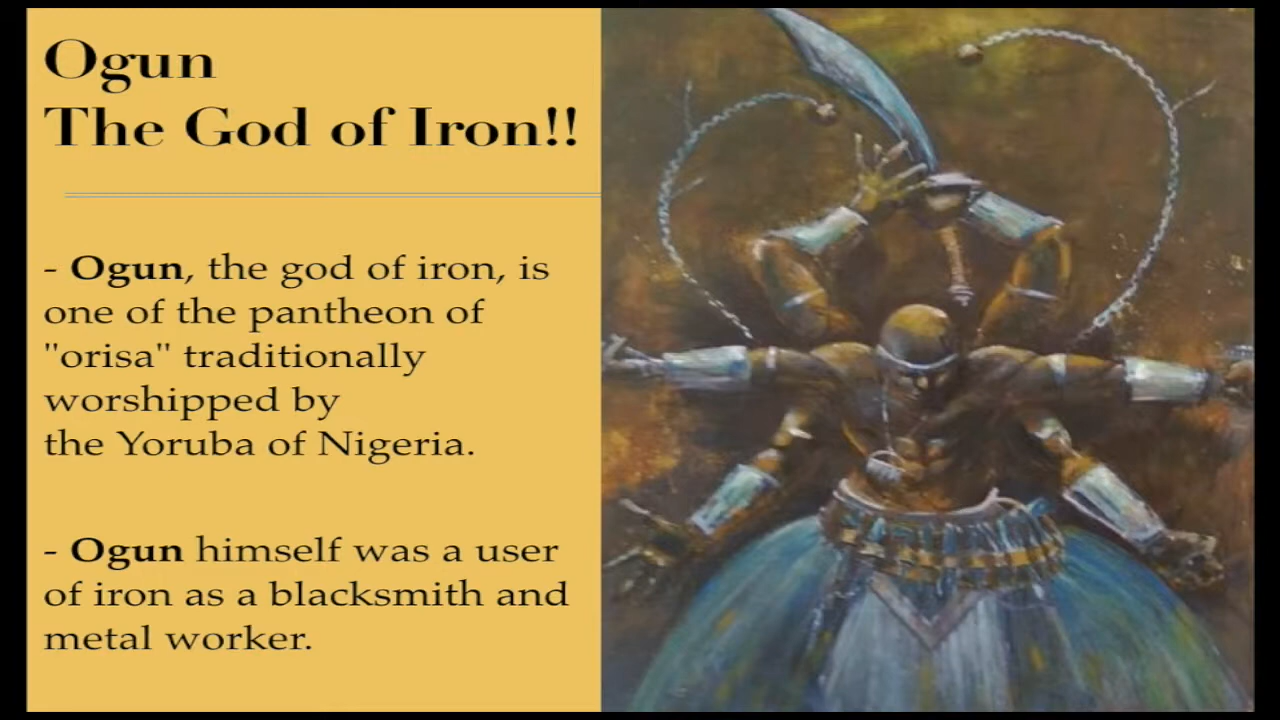 Ogun
The God of Iron!!
- Ogun, the god of iron, is
one of the pantheon of
"orisa" traditionally
worshipped by
the Yoruba of Nigeria.
- Ogun himself was a user
of iron as a blacksmith and
metal worker.